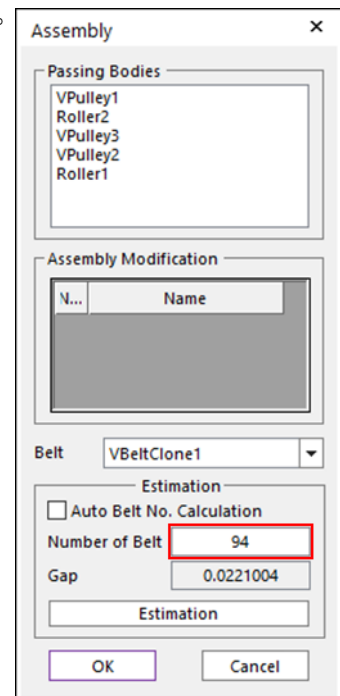 Assembly
Passing Bodies
VPulley1
Roller2
VPulley3
VPulley2
Roller1
Assembly Modification
N... Name
Belt VBeltClone1
Estimation
Auto Belt No. Calculation
Number of Belt 94
Gap 0.0221004
Estimation
OK Cancel